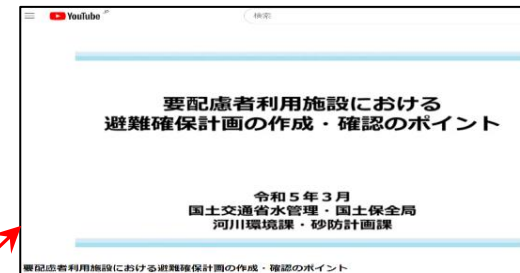 YouTube JP
検索
要配慮者利用施設における
避難確保計画の作成・確認のポイント
令和5年3月
国土交通省水管理・国土保全局
河川環境課・砂防計画課
要配慮者利用施設における避難確保計画の作成・確認のポイント